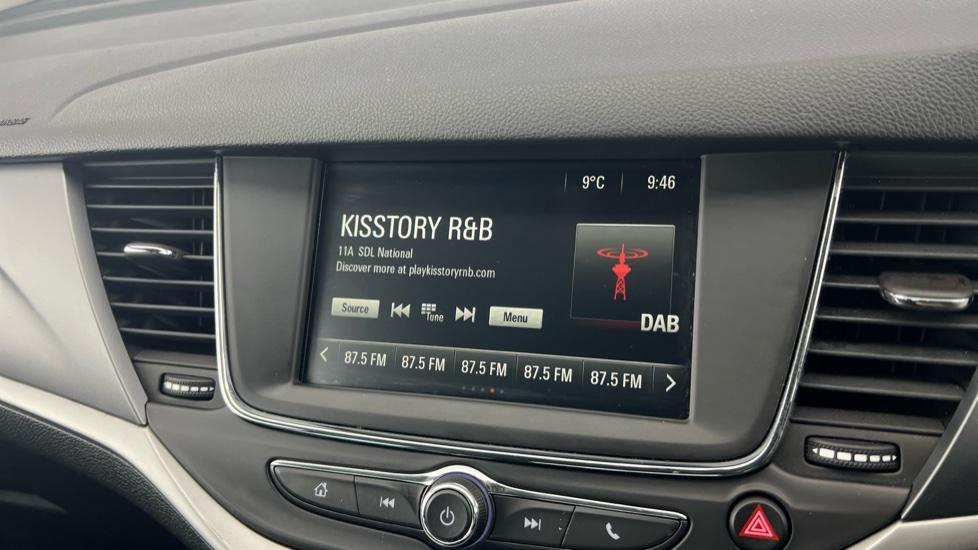 9°C 9:46
KISSTORY R&B
11A SDL National
Discover more at playkisstoryrnb.com
Source Tune Menu
DAB
87.5 FM 87.5 FM 87.5 FM 87.5 FM 87.5 FM